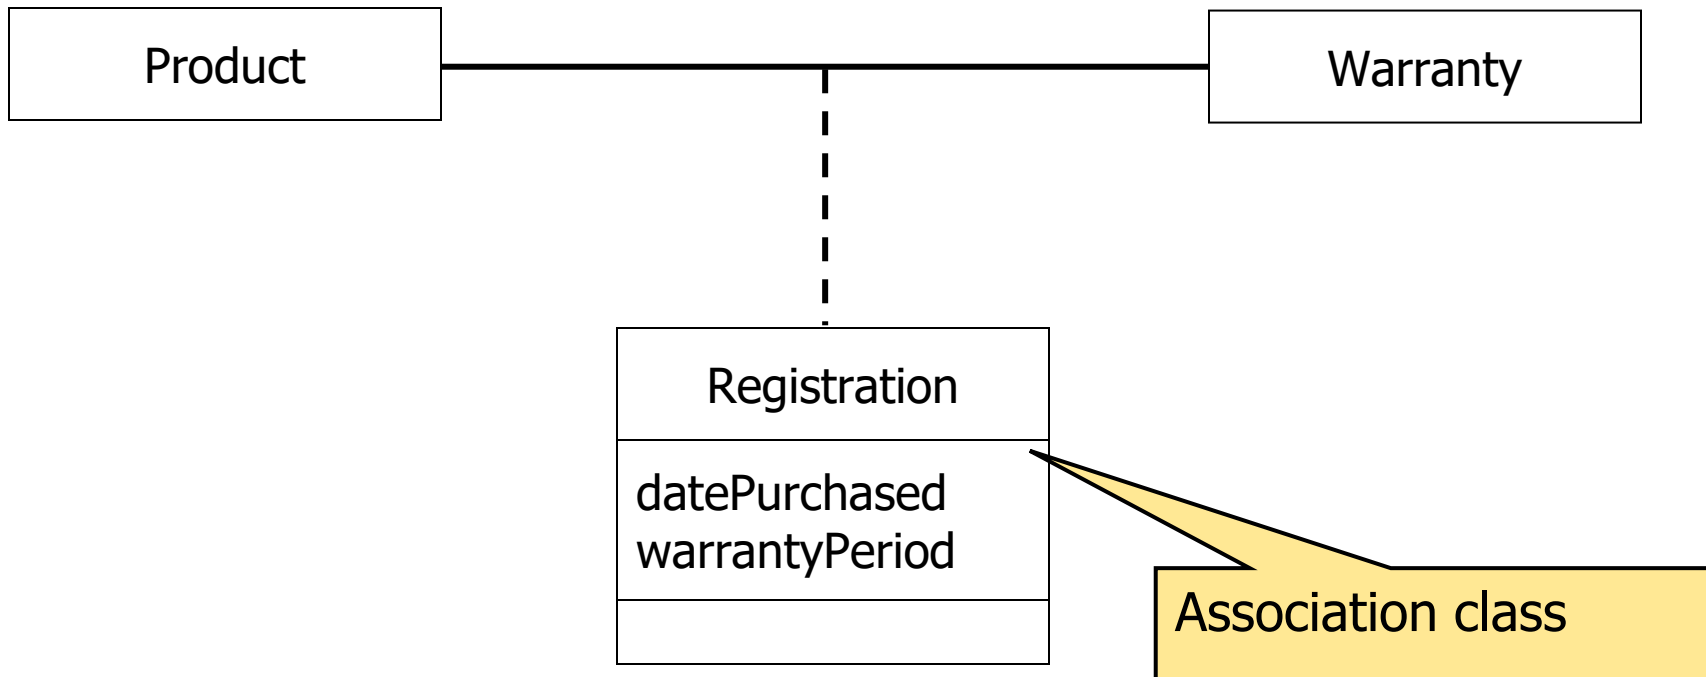 Product
Warranty
Registration
datePurchased
warrantyPeriod
Association class